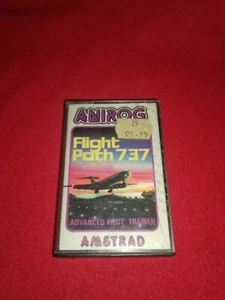 ANIROG
Flight
Path 737
ADVANCED PILOT TRAINER
AMSTRAD